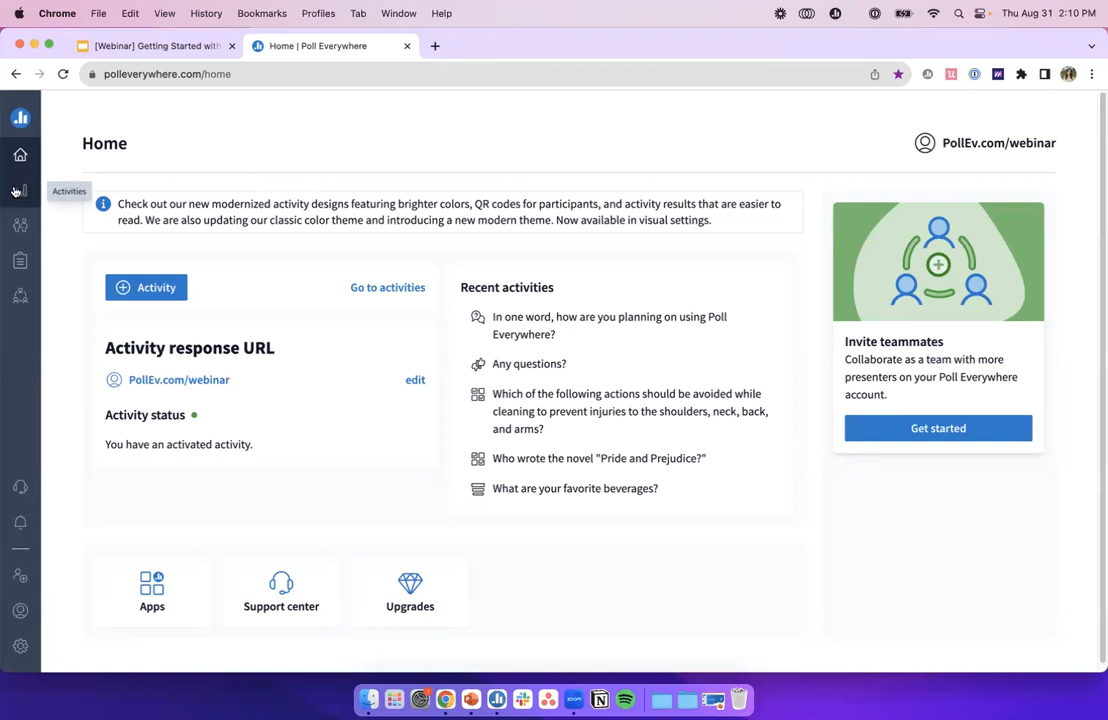 Chrome File Edit View History Bookmarks Profiles Tab Window Help Thu Aug 31 2:10 PM
[Webinar] Getting Started with Home | Poll Everywhere
polleverywhere.com/home
Home
PollEv.com/webinar
Activities
Check out our new modernized activity designs featuring brighter colors, QR codes for participants, and activity results that are easier to
read. We are also updating our classic color theme and introducing a new modern theme. Now available in visual settings.
Activity
Go to activities
Activity response URL
PollEv.com/webinar
edit
Activity status
You have an activated activity.
Recent activities
In one word, how are you planning on using Poll
Everywhere?
Any questions?
Which of the following actions should be avoided while
cleaning to prevent injuries to the shoulders, neck, back,
and arms?
Who wrote the novel "Pride and Prejudice?"
What are your favorite beverages?
Invite teammates
Collaborate as a team with more
presenters on your Poll Everywhere
account.
Get started
Apps
Support center
Upgrades
zoom